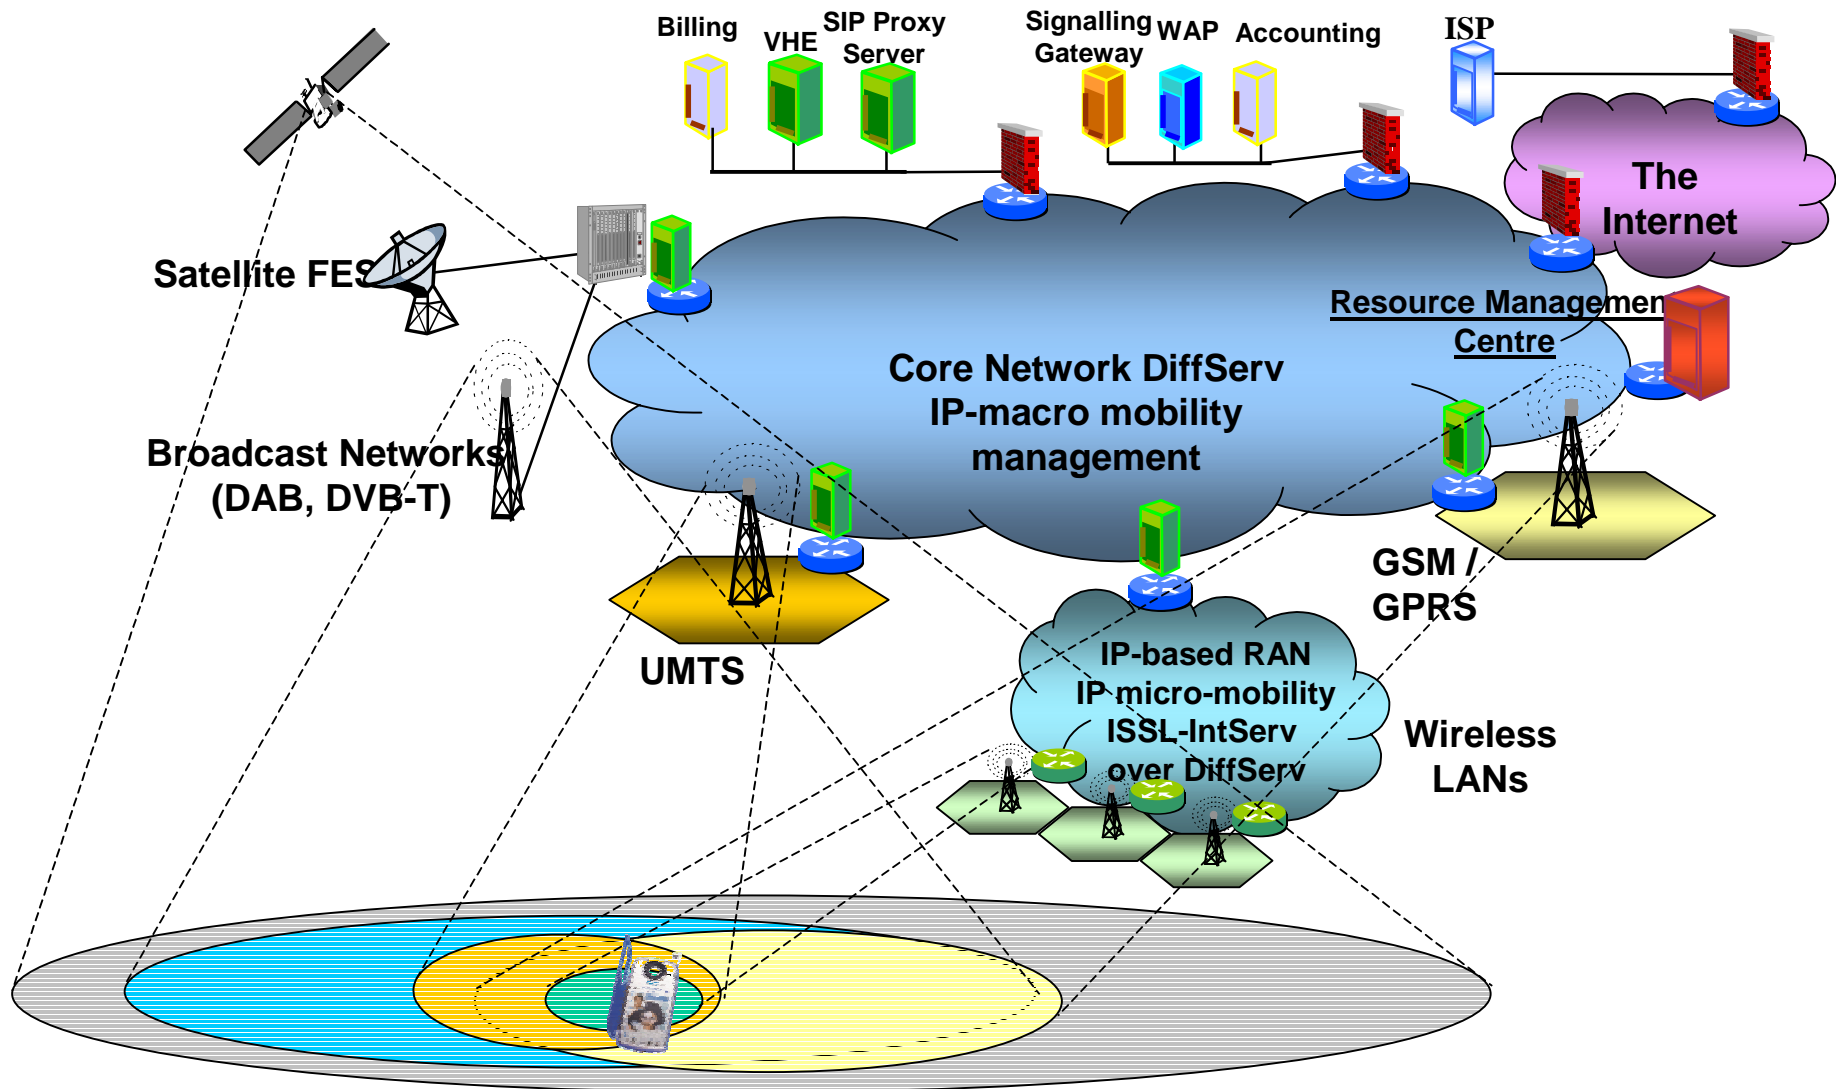 Billing
VHE
SIP Proxy
Server
Signalling
Gateway
WAP
Accounting
ISP
The
Internet
Satellite FES
Resource Management
Centre
Core Network DiffServ
IP-macro mobility
management
Broadcast Networks
(DAB, DVB-T)
GSM /
GPRS
UMTS
IP-based RAN
IP micro-mobility
ISSL-IntServ
over DiffServ
Wireless
LANs